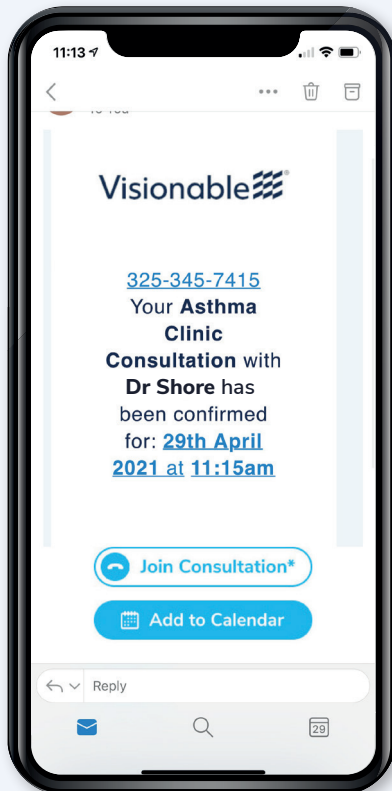 11:13
Visionable
325-345-7415
Your Asthma
Clinic
Consultation with
Dr Shore has
been confirmed
for: 29th April
2021 at 11:15am
Join Consultation*
Add to Calendar
Reply
29